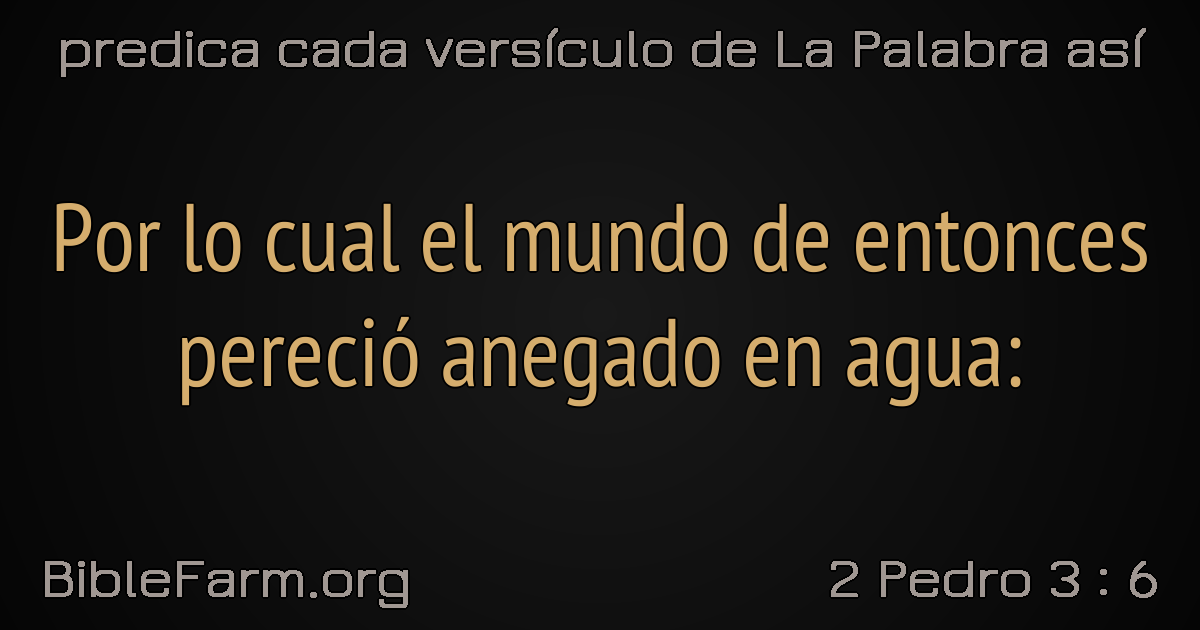 predica cada versículo de La Palabra así
Por lo cual el mundo de entonces
pereció anegado en agua:
BibleFarm.org
2 Pedro 3 : 6